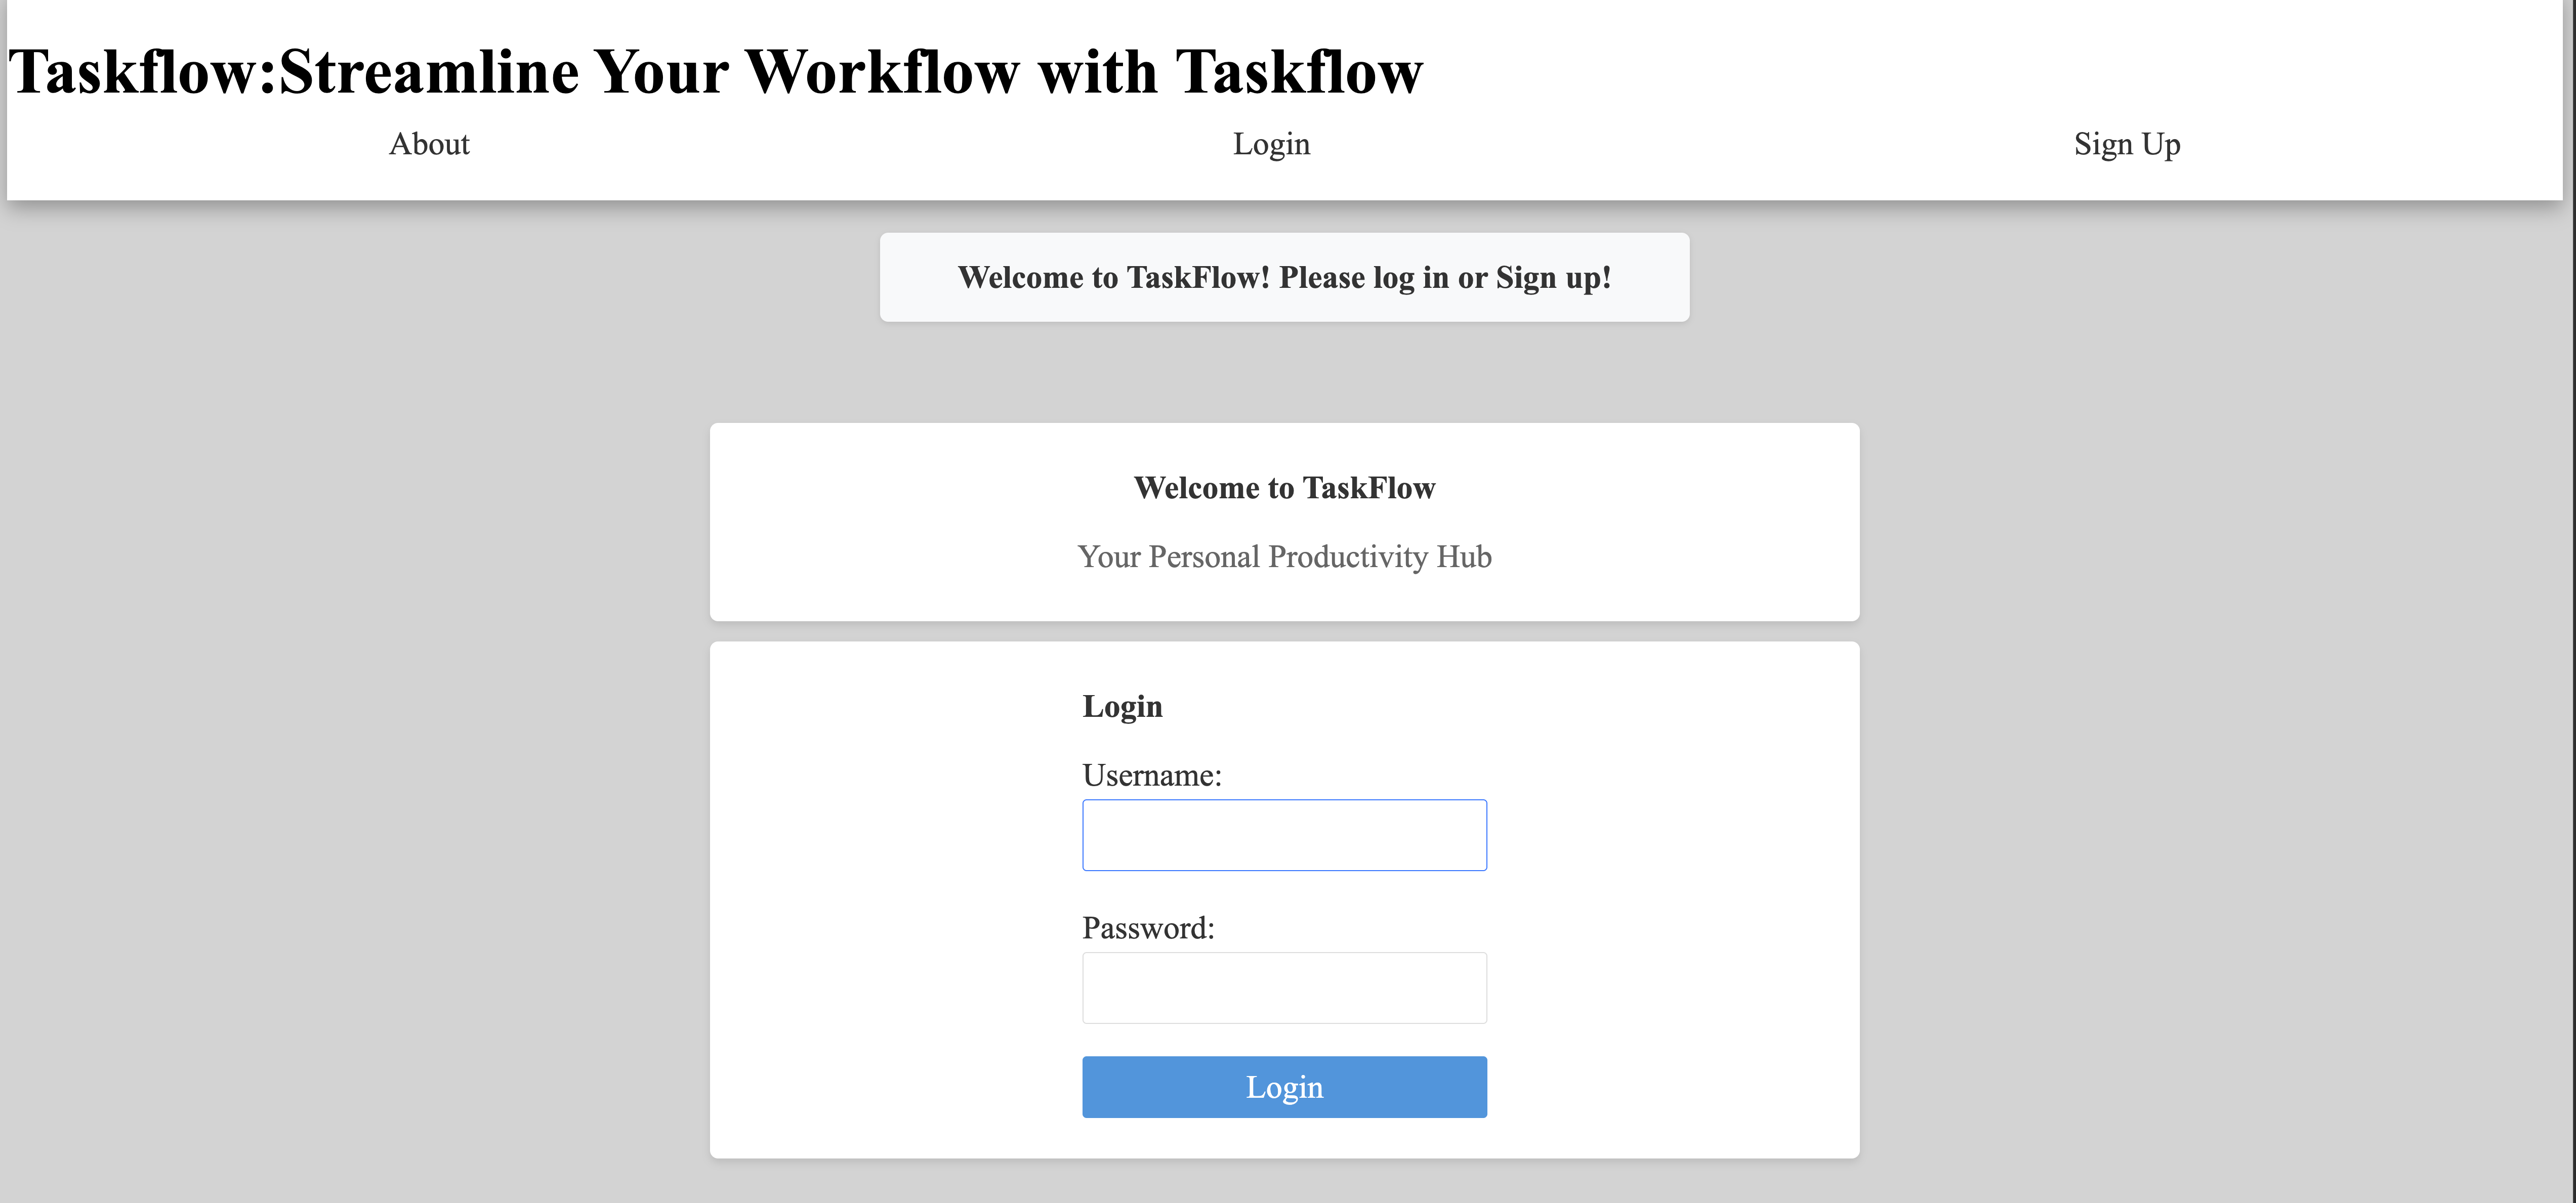 Taskflow:Streamline Your Workflow with Taskflow
About Login Sign Up
Welcome to TaskFlow! Please log in or Sign up!
Welcome to TaskFlow
Your Personal Productivity Hub
Login
Username:
Password:
Login